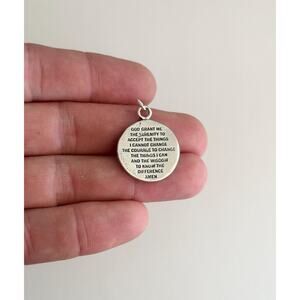 GOD GRANT ME
THE SERENITY TO
ACCEPT THE THINGS
I CANNOT CHANGE
THE COURAGE TO CHANGE
THE THINGS I CAN
AND THE WISDOM
TO KNOW THE
DIFFERENCE
AMEN